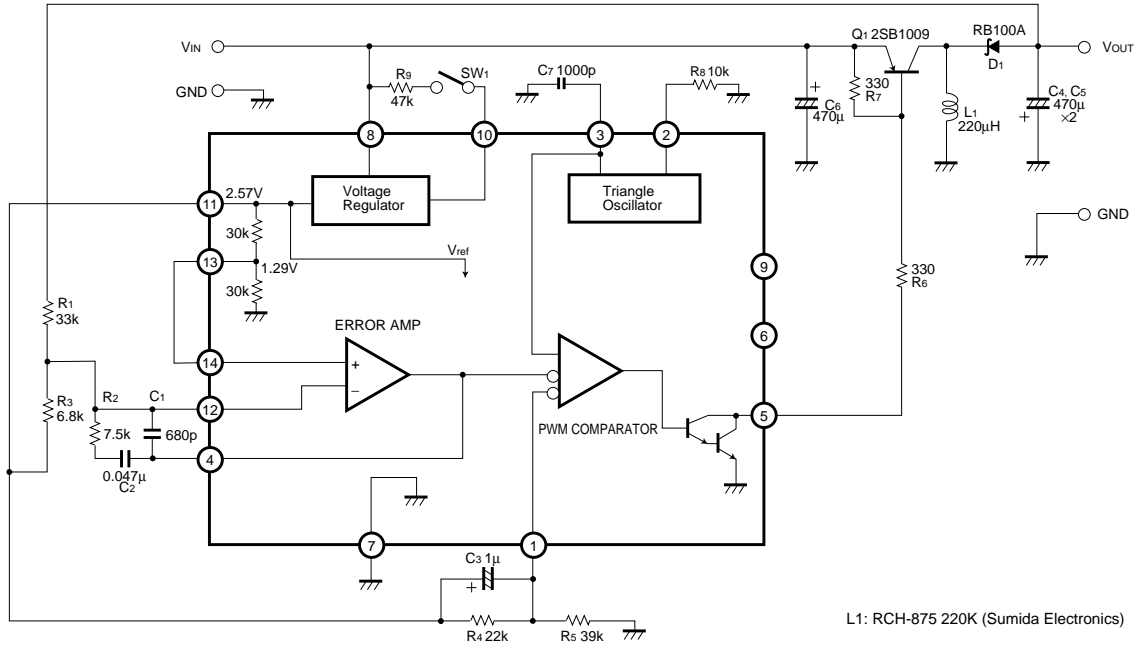 Q1 2SB1009
RB100A
VIN
VOUT
D1
C7 1000p
R8 10k
R9
47k
SW1
GND
C6
470µ
330
R7
L1
220µH
C4, C5
470µ
×2
8
10
3
2
11
2.57V
Voltage
Regulator
Triangle
Oscillator
30k
GND
Vref
13
1.29V
9
30k
330
R6
R1
33k
ERROR AMP
6
14
+
R3
6.8k
R2
C1
12
−
5
7.5k
680p
PWM COMPARATOR
4
0.047µ
C2
7
1
C3 1µ
+
R4 22k
R5 39k
L1: RCH-875 220K (Sumida Electronics)